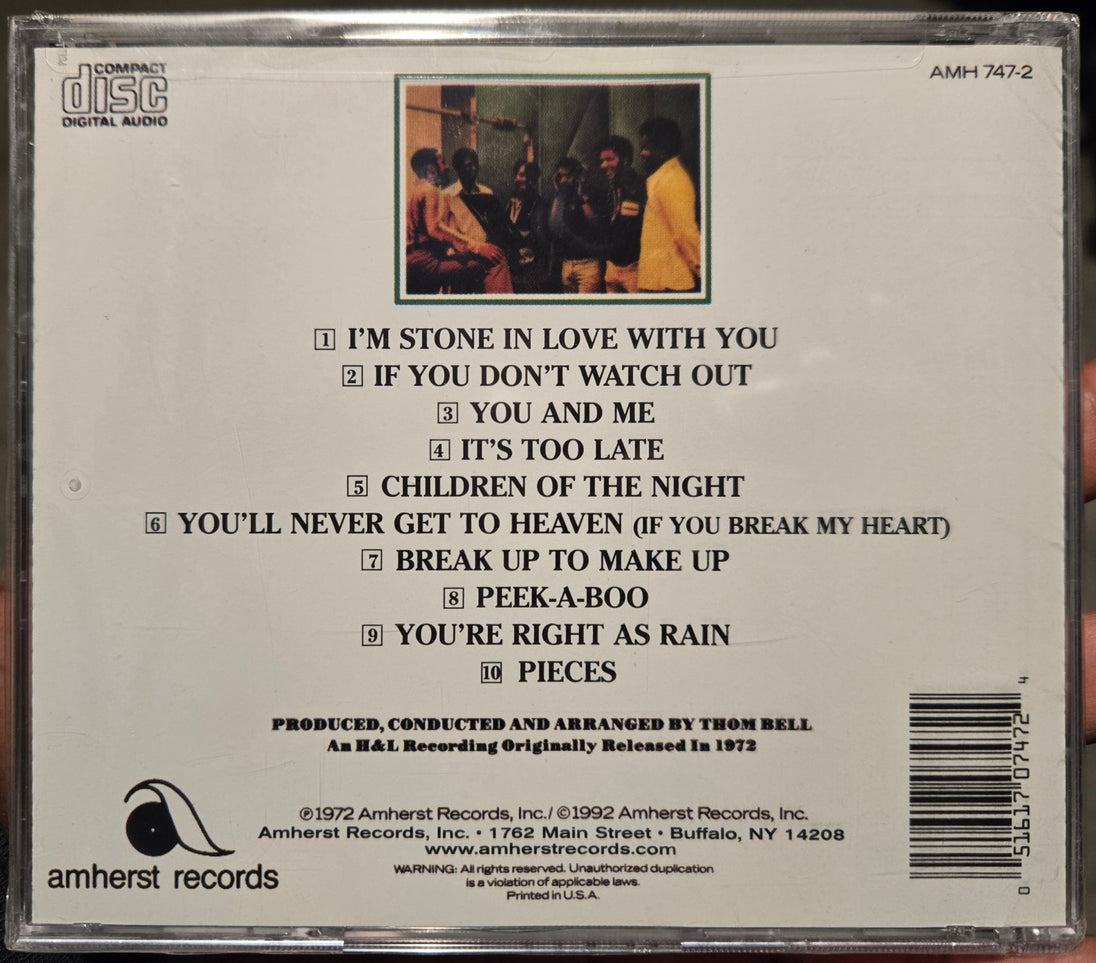 COMPACT
disc
DIGITAL AUDIO
AMH 747-2
1 I'M STONE IN LOVE WITH YOU
2 IF YOU DON'T WATCH OUT
3 YOU AND ME
4 IT'S TOO LATE
5 CHILDREN OF THE NIGHT
6 YOU'LL NEVER GET TO HEAVEN (IF YOU BREAK MY HEART)
7 BREAK UP TO MAKE UP
8 PEEK-A-BOO
9 YOU'RE RIGHT AS RAIN
10 PIECES
PRODUCED, CONDUCTED AND ARRANGED BY THOM BELL
An H&L Recording Originally Released In 1972
℗1972 Amherst Records, Inc./ ©1992 Amherst Records, Inc.
Amherst Records, Inc. • 1762 Main Street • Buffalo, NY 14208
www.amherstrecords.com
WARNING: All rights reserved. Unauthorized duplication
is a violation of applicable laws.
Printed in U.S.A.
amherst records
0 51617 07472 4